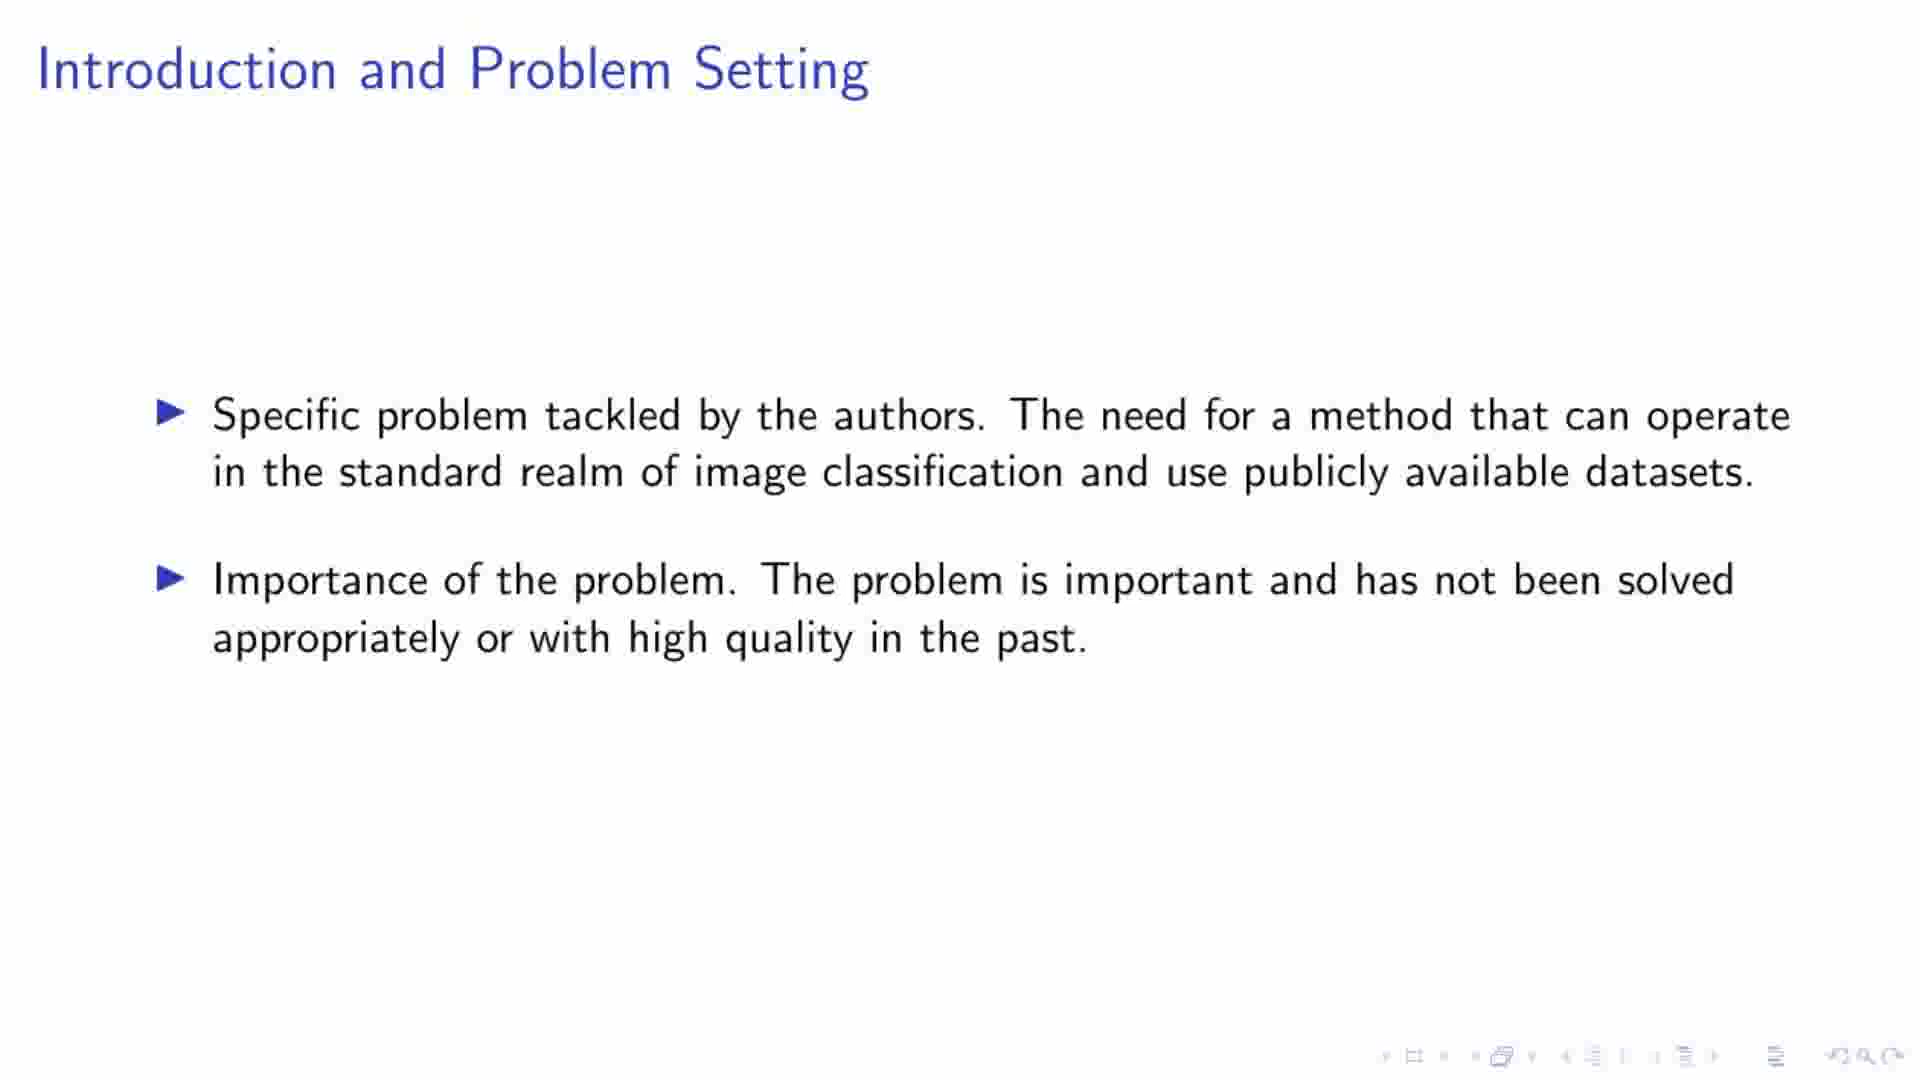 Introduction and Problem Setting
Specific problem tackled by the authors. The need for a method that can operate
in the standard realm of image classification and use publicly available datasets.
Importance of the problem. The problem is important and has not been solved
appropriately or with high quality in the past.